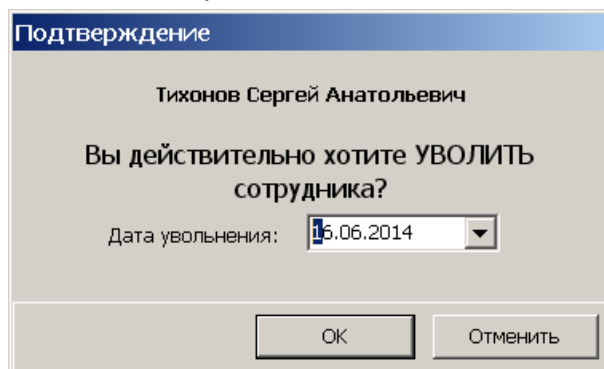 Подтверждение
Тихонов Сергей Анатольевич
Вы действительно хотите УВОЛИТЬ
сотрудника?
Дата увольнения: 16.06.2014
OK Отменить